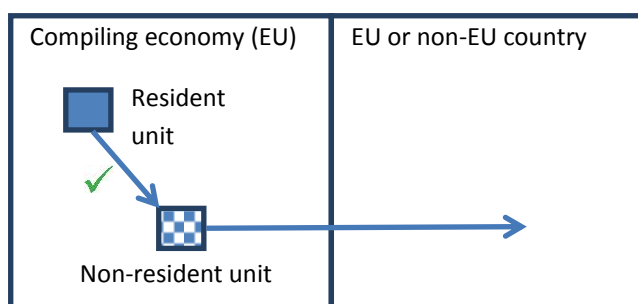 Compiling economy (EU)
EU or non-EU country
Resident
unit
Non-resident unit